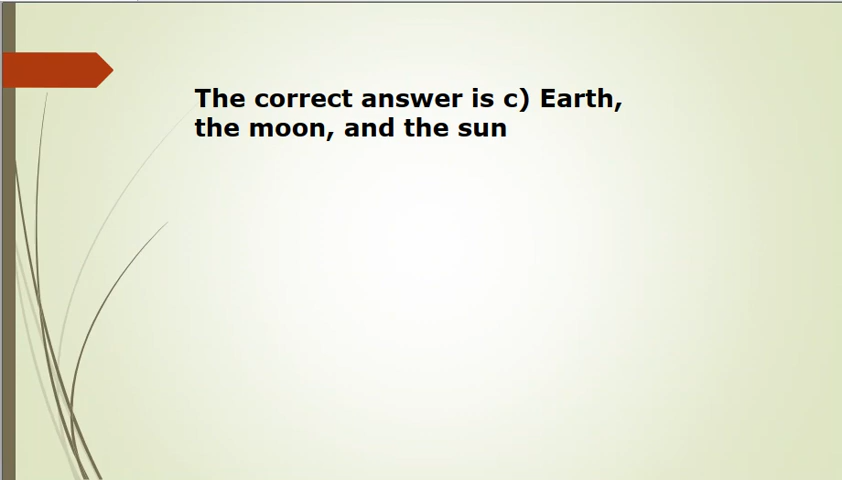 The correct answer is c) Earth,
the moon, and the sun